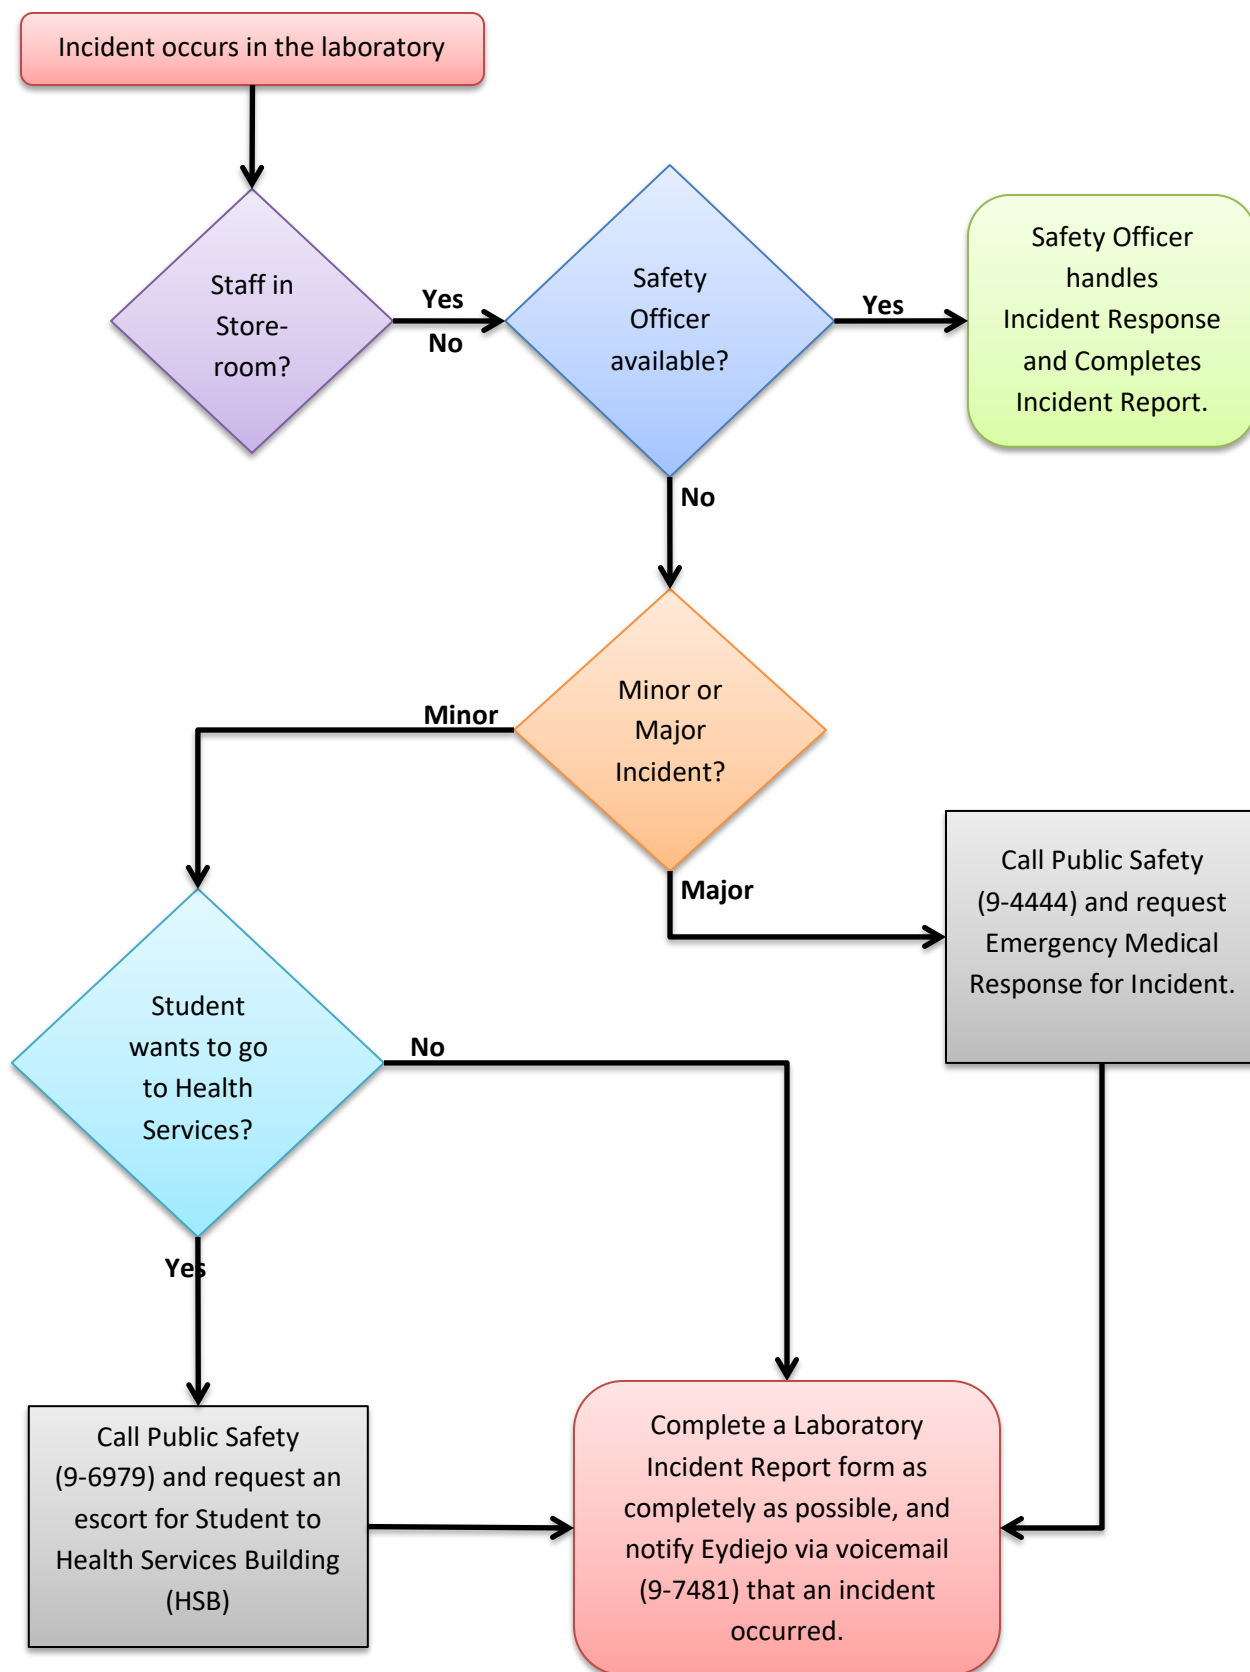 Incident occurs in the laboratory
Staff in
Store-
room?
Yes
No
Safety
Officer
available?
Yes
Safety Officer
handles
Incident Response
and Completes
Incident Report.
No
Minor or
Major
Incident?
Minor
Major
Call Public Safety
(9-4444) and request
Emergency Medical
Response for Incident.
Student
wants to go
to Health
Services?
No
Yes
Call Public Safety
(9-6979) and request an
escort for Student to
Health Services Building
(HSB)
Complete a Laboratory
Incident Report form as
completely as possible, and
notify Eydiejo via voicemail
(9-7481) that an incident
occurred.